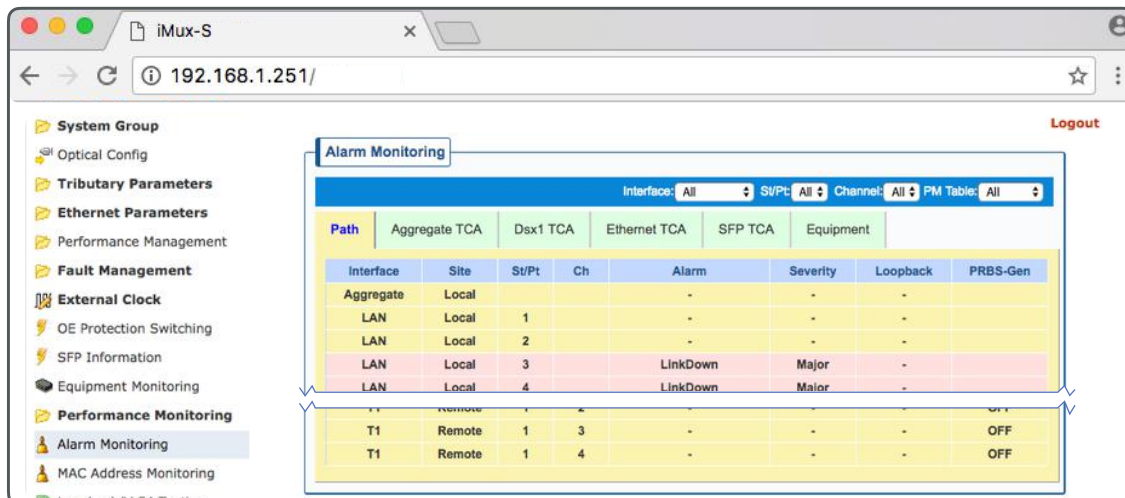 iMux-S
192.168.1.251/
Logout
System Group
Optical Config
Tributary Parameters
Ethernet Parameters
Performance Management
Fault Management
External Clock
OE Protection Switching
SFP Information
Equipment Monitoring
Performance Monitoring
Alarm Monitoring
MAC Address Monitoring
Alarm Monitoring
Interface: All St/Pt: All Channel: All PM Table: All
Path Aggregate TCA Dsx1 TCA Ethernet TCA SFP TCA Equipment
Interface Site St/Pt Ch Alarm Severity Loopback PRBS-Gen
Aggregate Local - - -
LAN Local 1 - - -
LAN Local 2 - - -
LAN Local 3 LinkDown Major -
LAN Local 4 LinkDown Major -
T1 Remote 1 3 - - - OFF
T1 Remote 1 4 - - - OFF